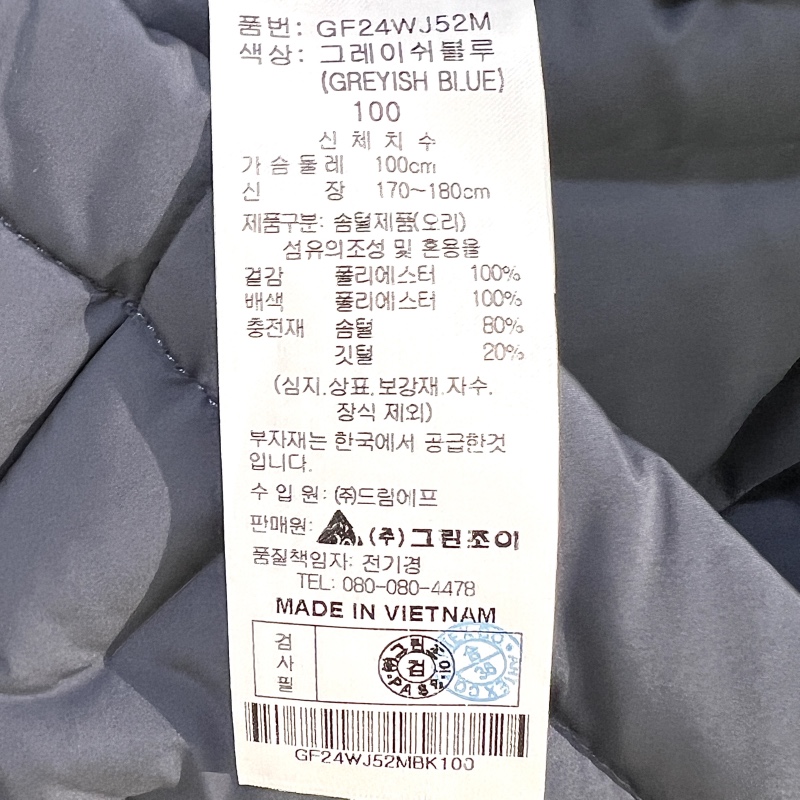 품번: GF24WJ52M
색상: 그레이쉬블루
(GREYISH BLUE)
100
신 체 치 수
가슴둘레 100cm
신 장 170~180cm
제품구분: 솜털제품(오리)
섬유의조성 및 혼용율
겉감 폴리에스터 100%
배색 폴리에스터 100%
충전재 솜털 80%
깃털 20%
(심지.상표.보강재.자수.
장식 제외)
부자재는 한국에서 공급한것
입니다.
수 입 원: ㈜드림에프
판매원: (주)그린조이
품질책임자: 전기경
TEL: 080-080-4478
MADE IN VIETNAM
검사필
그린조이
검
PASS
GF24WJ52MBK100